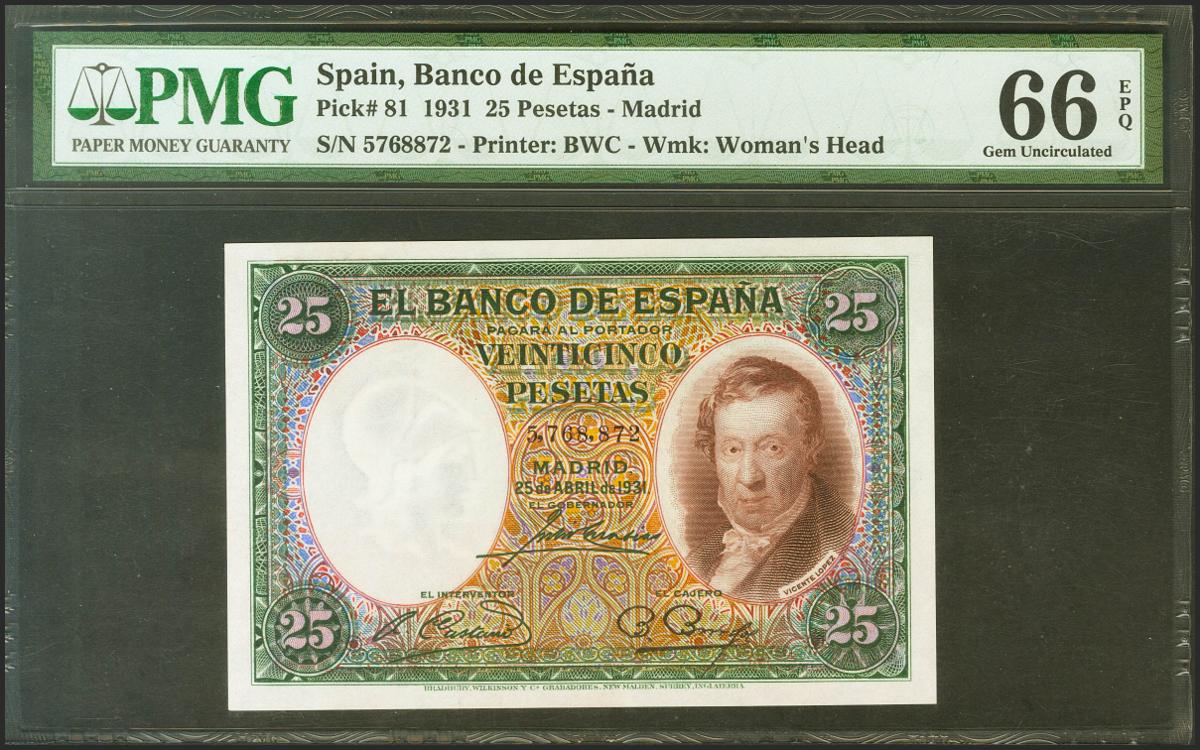 PMG
PAPER MONEY GUARANTY
Spain, Banco de España
Pick# 81 1931 25 Pesetas - Madrid
S/N 5768872 - Printer: BWC - Wmk: Woman's Head
66
EPQ
Gem Uncirculated
25
EL BANCO DE ESPAÑA
25
PAGARÁ AL PORTADOR
VEINTICINCO
PESETAS
5,768,872
MADRID
25 de ABRIL de 1931
EL GOBERNADOR
VICENTE LOPEZ
EL INTERVENTOR
EL CAJERO
25
25
BRADBURY, WILKINSON Y Cª GRABADORES, NEW MALDEN, SURREY, INGLATERRA